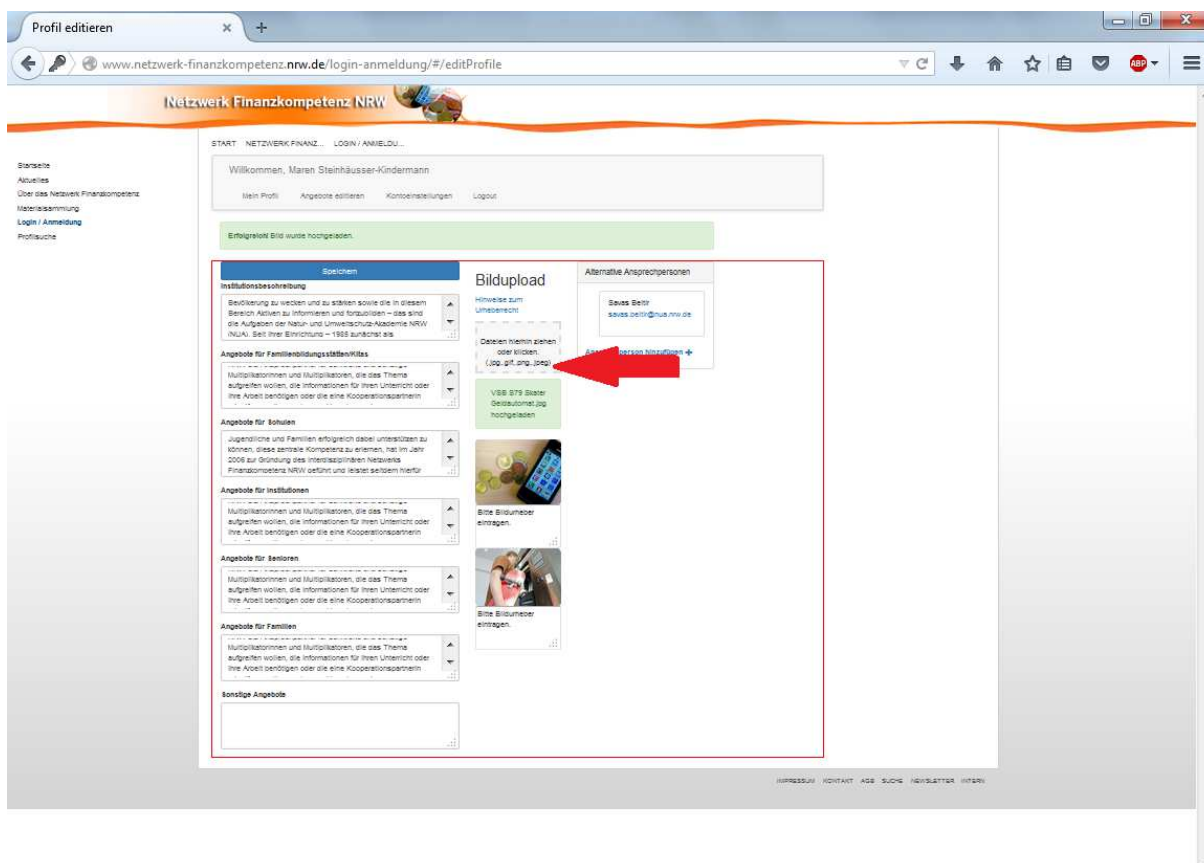 Profil editieren
www.netzwerk-finanzkompetenz.nrw.de/login-anmeldung/#/editProfile
ABP
Netzwerk Finanzkompetenz NRW
START NETZWERK FINANZ... LOGIN / ANMELDU...
Startseite
Aktuelles
Über das Netzwerk Finanzkompetenz
Materialsammlung
Login / Anmeldung
Profilsuche
Willkommen, Maren Steinhäusser-Kindermann
Mein Profil Angebote editieren Kontoeinstellungen Logout
Erfolgreich! Bild wurde hochgeladen.
Speichern
Institutionsbeschreibung
Bevölkerung zu wecken und zu stärken sowie die in diesem
Bereich Aktiven zu informieren und fortzubilden – das sind
die Aufgaben der Natur- und Umweltschutz-Akademie NRW
(NUA). Seit ihrer Einrichtung – 1985 zunächst als
Angebote für Familienbildungsstätten/Kitas
Multiplikatorinnen und Multiplikatoren, die das Thema
aufgreifen wollen, die Informationen für ihren Unterricht oder
ihre Arbeit benötigen oder die eine Kooperationspartnerin
Angebote für Schulen
Jugendliche und Familien erfolgreich dabei unterstützen zu
können, diese zentrale Kompetenz zu erlernen, hat im Jahr
2006 zur Gründung des interdisziplinären Netzwerks
Finanzkompetenz NRW geführt und leistet seitdem hierfür
Angebote für Institutionen
Multiplikatorinnen und Multiplikatoren, die das Thema
aufgreifen wollen, die Informationen für ihren Unterricht oder
ihre Arbeit benötigen oder die eine Kooperationspartnerin
Angebote für Senioren
Multiplikatorinnen und Multiplikatoren, die das Thema
aufgreifen wollen, die Informationen für ihren Unterricht oder
ihre Arbeit benötigen oder die eine Kooperationspartnerin
Angebote für Familien
Multiplikatorinnen und Multiplikatoren, die das Thema
aufgreifen wollen, die Informationen für ihren Unterricht oder
ihre Arbeit benötigen oder die eine Kooperationspartnerin
Sonstige Angebote
Bildupload
Hinweise zum
Urheberrecht
Dateien hierhin ziehen
oder klicken.
(.jpg,.gif,.png,.jpeg)
VSB 879 Skater
Geldautomat.jpg
hochgeladen
Bitte Bildurheber
eintragen.
Bitte Bildurheber
eintragen.
Alternative Ansprechpersonen
Savas Beltir
savas.beltir@nua.nrw.de
person hinzufügen
IMPRESSUM KONTAKT AGB SUCHE NEWSLETTER INTERN